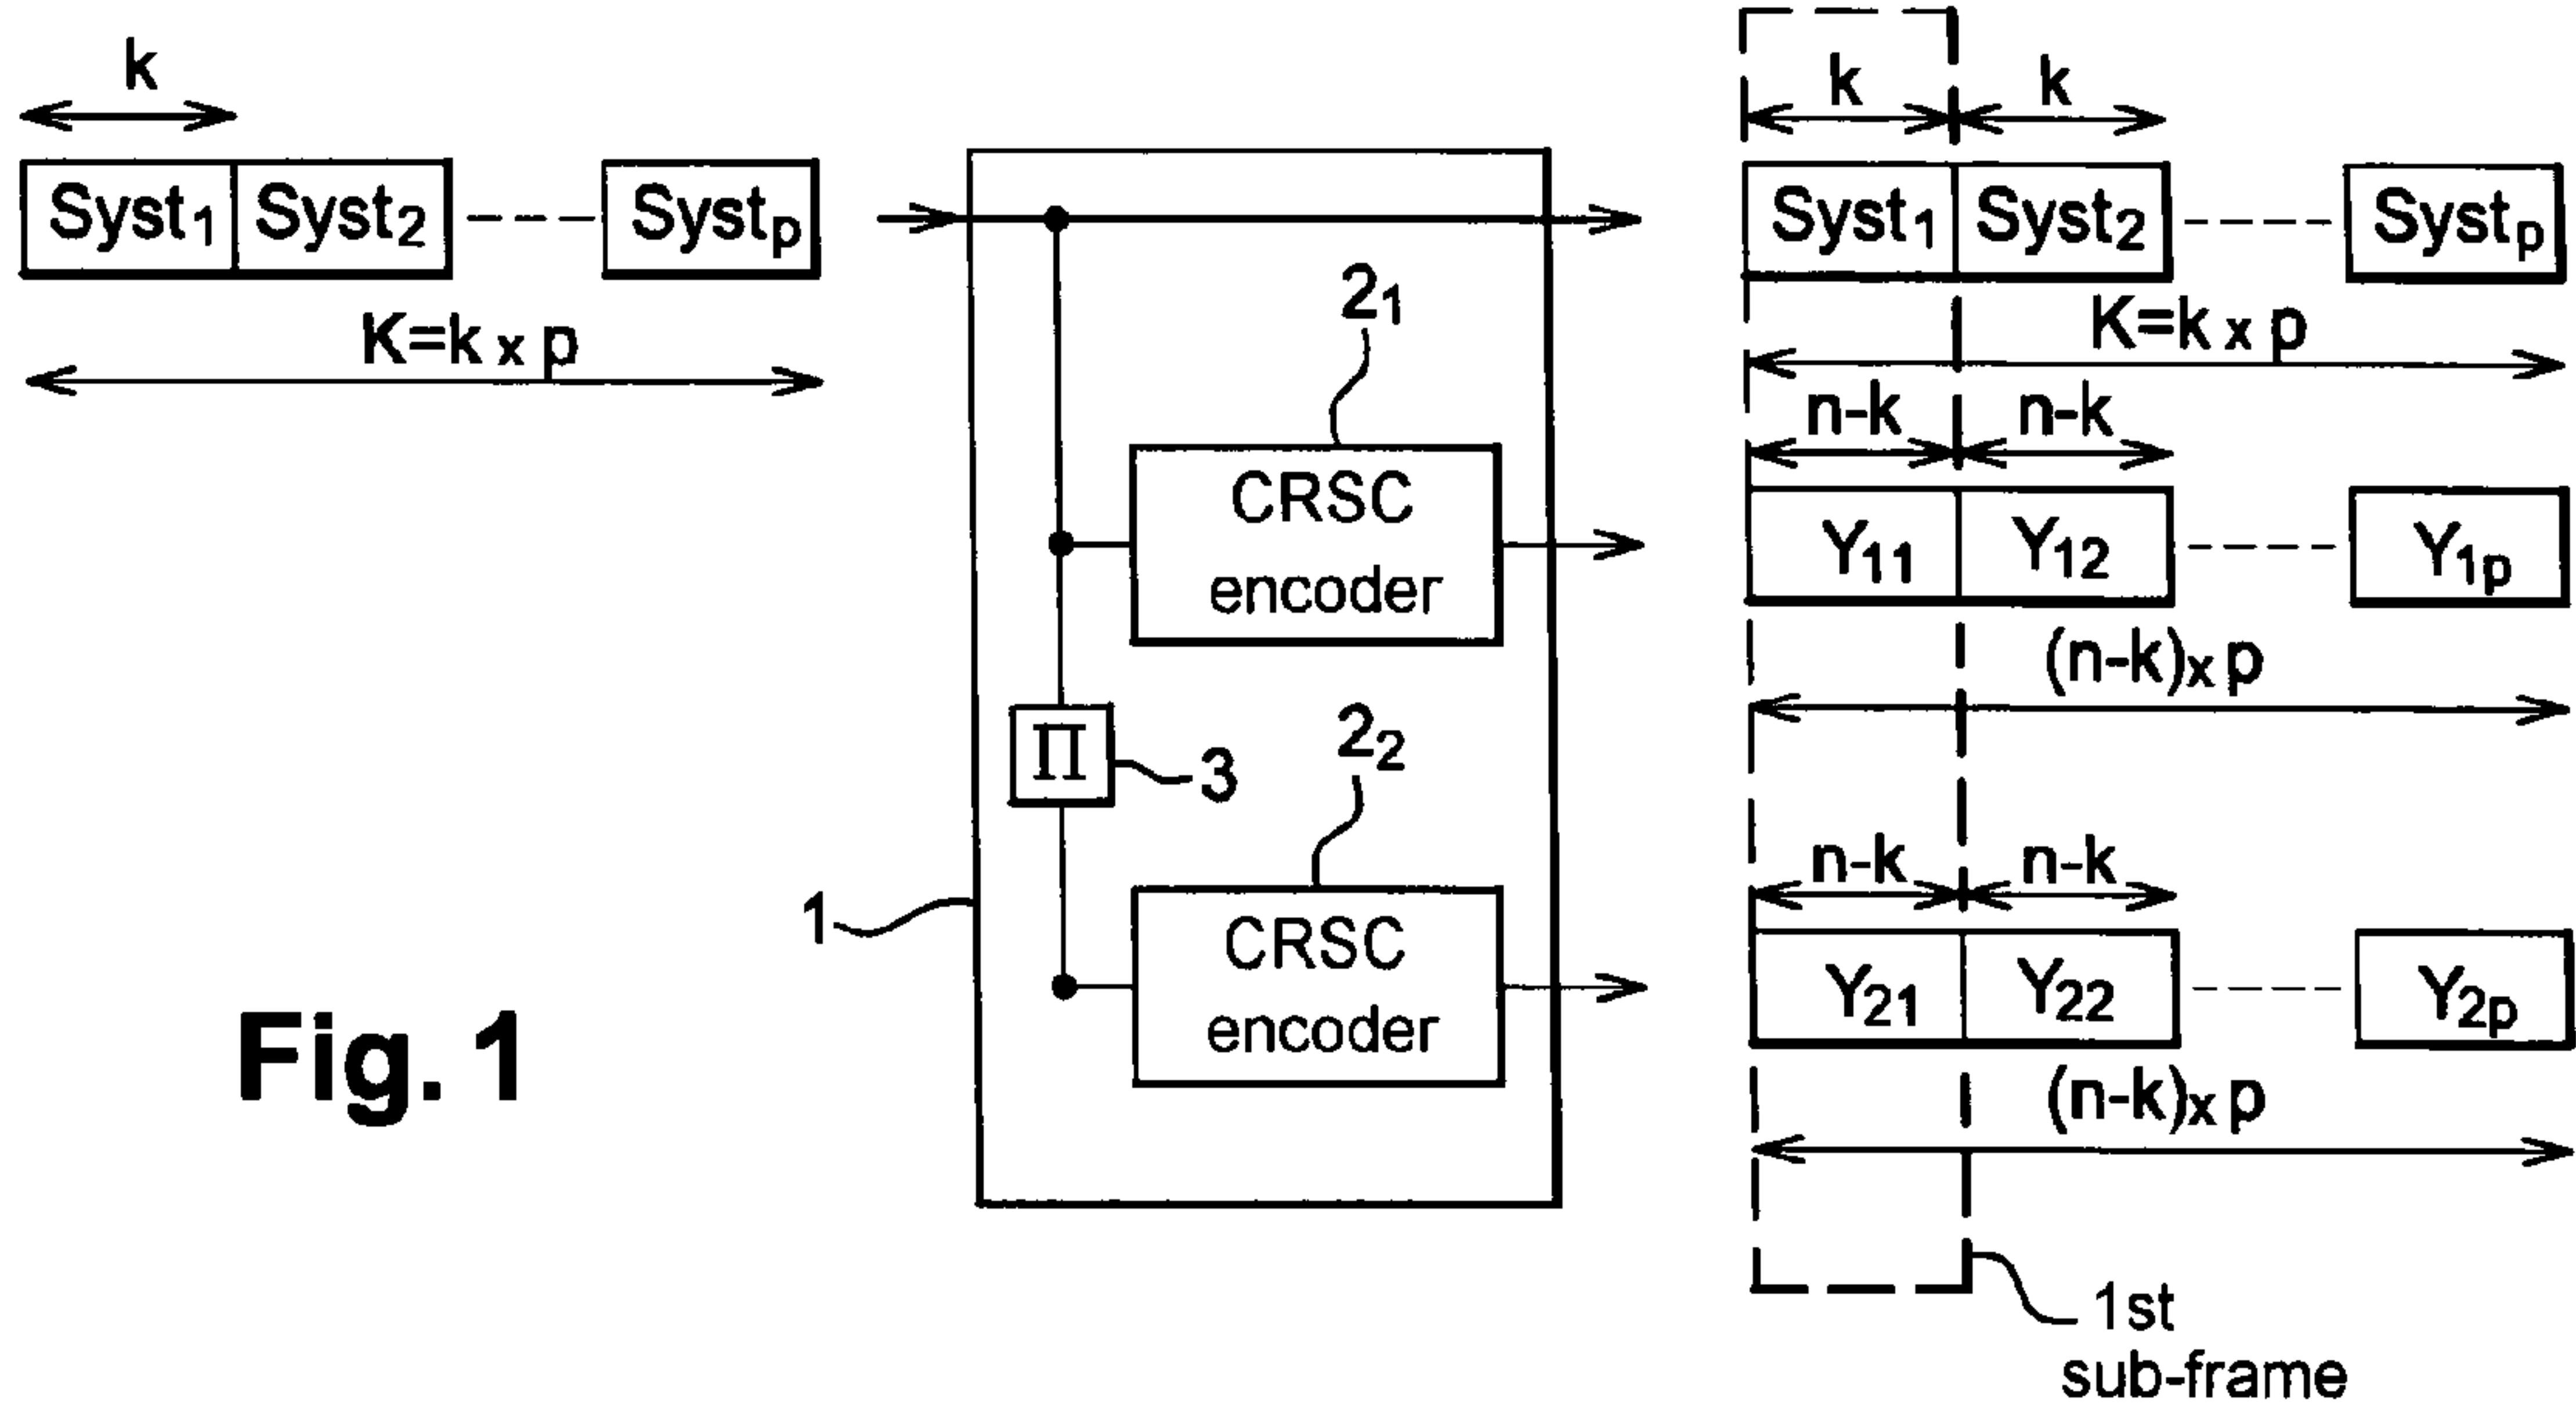 k
Syst1 Syst2 Systp
K=k x p
1
21
CRSC
encoder
Π
3
22
CRSC
encoder
k k
Syst1 Syst2 Systp
K=k x p
n-k n-k
Y11 Y12 Y1p
(n-k)x p
n-k n-k
Y21 Y22 Y2p
(n-k)x p
1st
sub-frame
Fig. 1